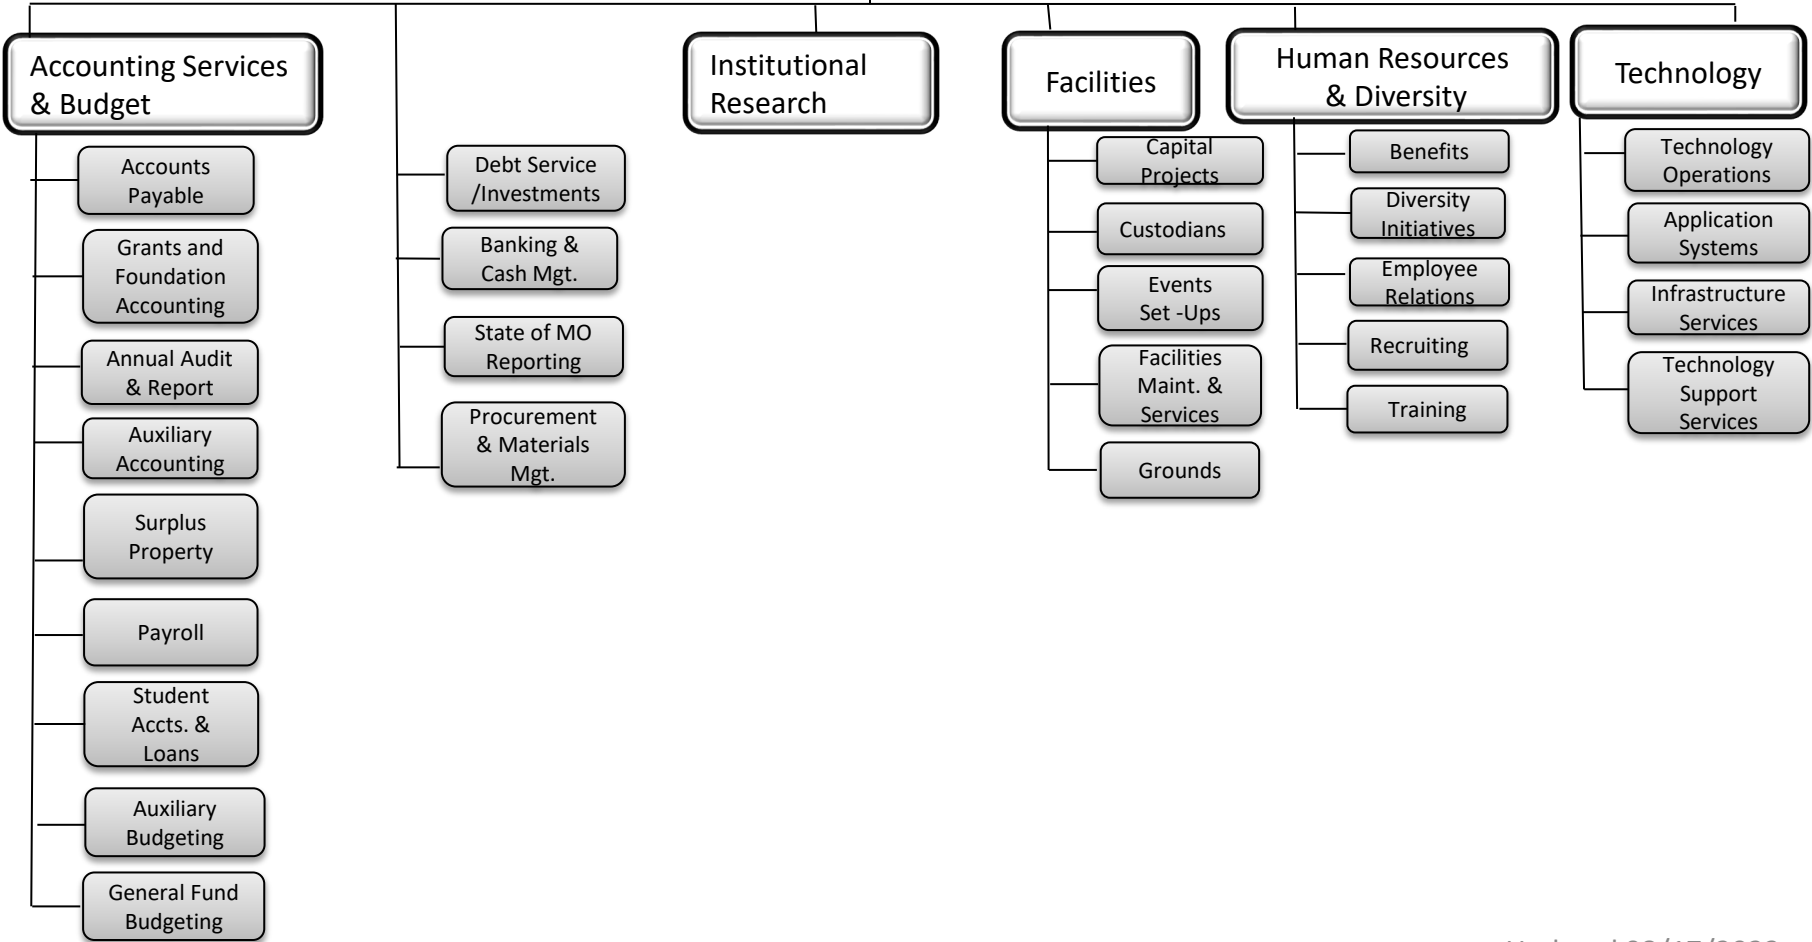 Accounting Services
& Budget
Accounts
Payable
Grants and
Foundation
Accounting
Annual Audit
& Report
Auxiliary
Accounting
Surplus
Property
Payroll
Student
Accts. &
Loans
Auxiliary
Budgeting
General Fund
Budgeting
Debt Service
/Investments
Banking &
Cash Mgt.
State of MO
Reporting
Procurement
& Materials
Mgt.
Institutional
Research
Facilities
Capital
Projects
Custodians
Events
Set -Ups
Facilities
Maint. &
Services
Grounds
Human Resources
& Diversity
Benefits
Diversity
Initiatives
Employee
Relations
Recruiting
Training
Technology
Technology
Operations
Application
Systems
Infrastructure
Services
Technology
Support
Services